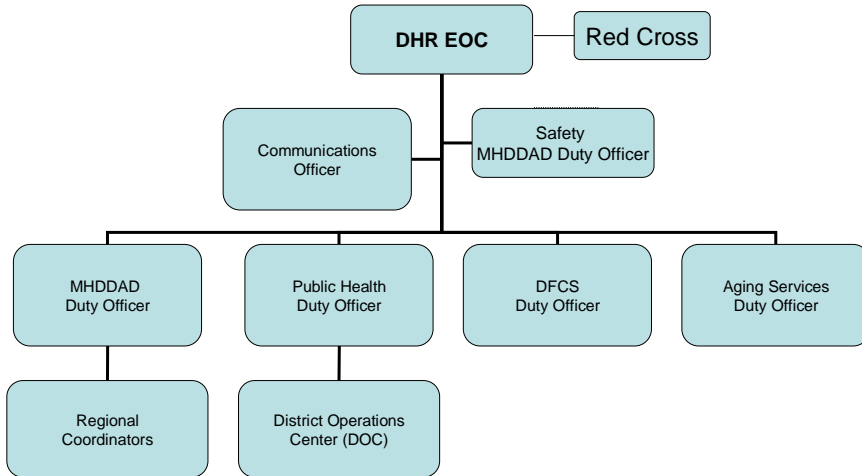 DHR EOC
Red Cross
Safety
MHDDAD Duty Officer
Communications
Officer
MHDDAD
Duty Officer
Public Health
Duty Officer
DFCS
Duty Officer
Aging Services
Duty Officer
Regional
Coordinators
District Operations
Center (DOC)